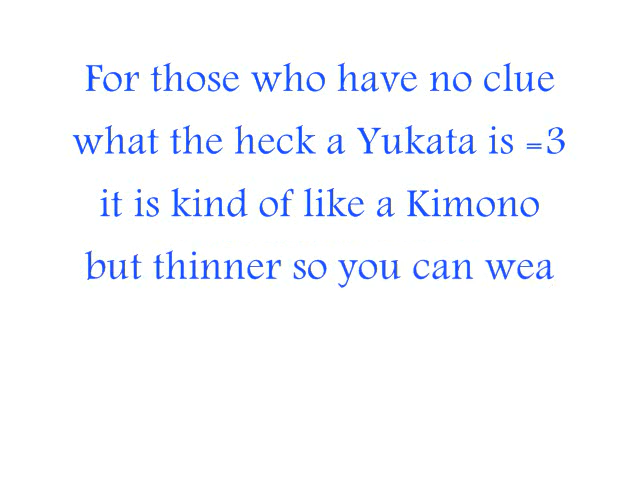 For those who have no clue
what the heck a Yukata is =3
it is kind of like a Kimono
but thinner so you can wea